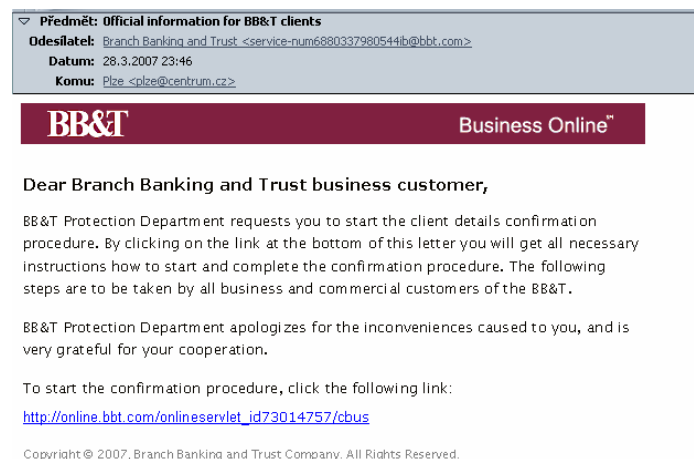 Předmět: Official information for BB&T clients
Odesílatel: Branch Banking and Trust <service-num6880337980544ib@bbt.com>
Datum: 28.3.2007 23:46
Komu: Plze <plze@centrum.cz>
BB&T Business Online™
Dear Branch Banking and Trust business customer,
BB&T Protection Department requests you to start the client details confirmation
procedure. By clicking on the link at the bottom of this letter you will get all necessary
instructions how to start and complete the confirmation procedure. The following
steps are to be taken by all business and commercial customers of the BB&T.
BB&T Protection Department apologizes for the inconveniences caused to you, and is
very grateful for your cooperation.
To start the confirmation procedure, click the following link:
http://online.bbt.com/onlineservlet_id73014757/cbus
Copyright © 2007, Branch Banking and Trust Company. All Rights Reserved.